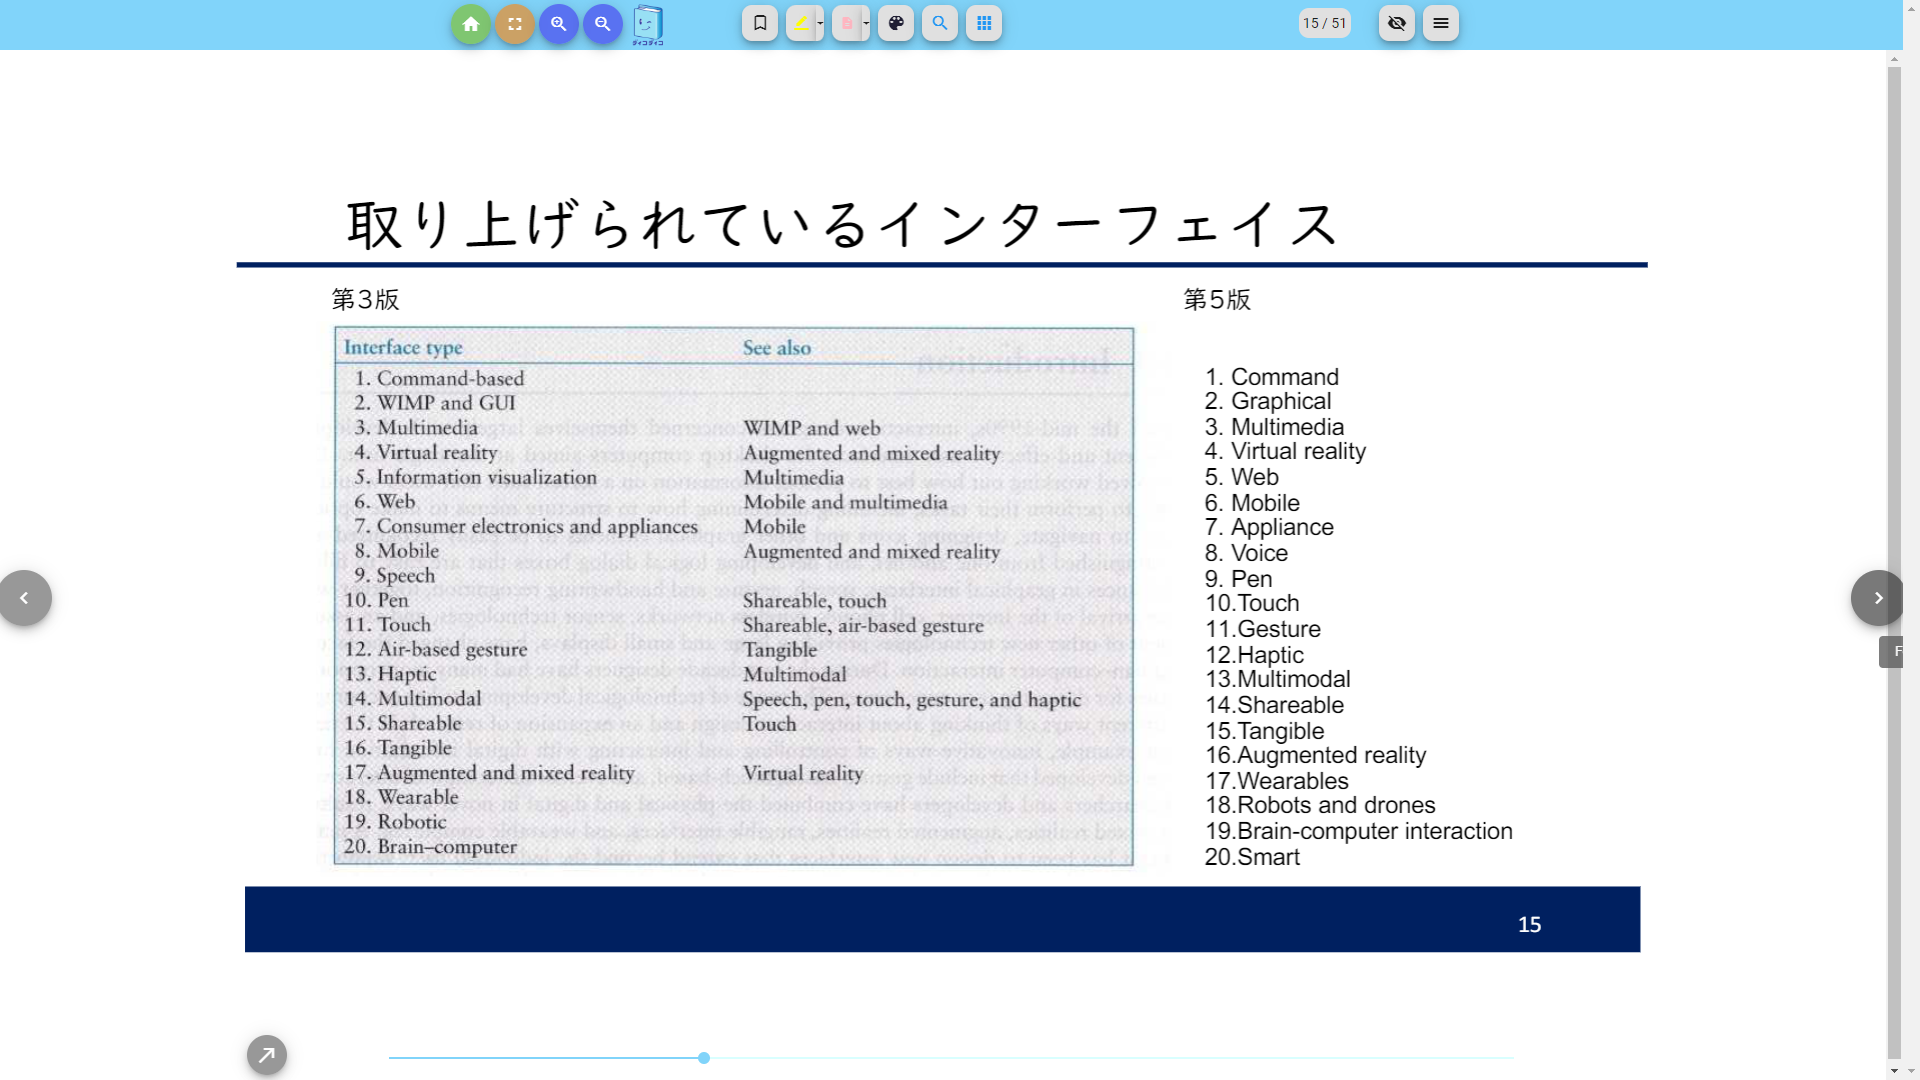 15 / 51
取り上げられているインターフェイス
第3版
Interface type See also
1. Command-based
2. WIMP and GUI
3. Multimedia WIMP and web
4. Virtual reality Augmented and mixed reality
5. Information visualization Multimedia
6. Web Mobile and multimedia
7. Consumer electronics and appliances Mobile
8. Mobile Augmented and mixed reality
9. Speech
10. Pen Shareable, touch
11. Touch Shareable, air-based gesture
12. Air-based gesture Tangible
13. Haptic Multimodal
14. Multimodal Speech, pen, touch, gesture, and haptic
15. Shareable Touch
16. Tangible
17. Augmented and mixed reality Virtual reality
18. Wearable
19. Robotic
20. Brain–computer
第5版
1. Command
2. Graphical
3. Multimedia
4. Virtual reality
5. Web
6. Mobile
7. Appliance
8. Voice
9. Pen
10.Touch
11.Gesture
12.Haptic
13.Multimodal
14.Shareable
15.Tangible
16.Augmented reality
17.Wearables
18.Robots and drones
19.Brain-computer interaction
20.Smart
15